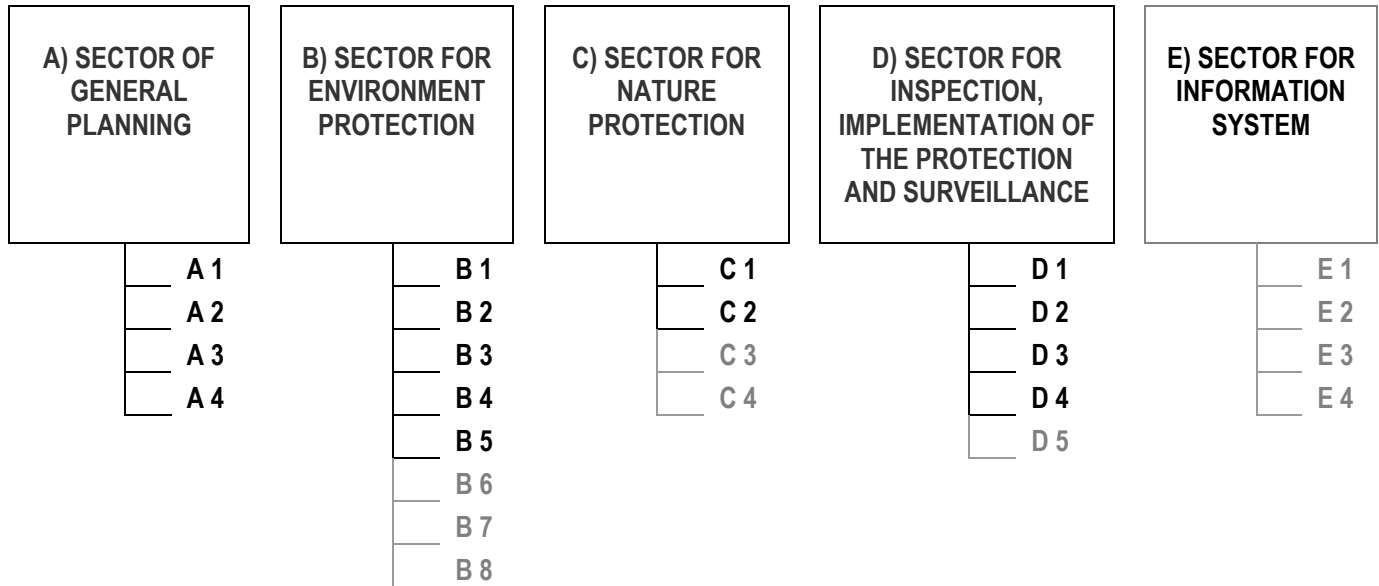 A) SECTOR OF
GENERAL
PLANNING
B) SECTOR FOR
ENVIRONMENT
PROTECTION
C) SECTOR FOR
NATURE
PROTECTION
D) SECTOR FOR
INSPECTION,
IMPLEMENTATION OF
THE PROTECTION
AND SURVEILLANCE
E) SECTOR FOR
INFORMATION
SYSTEM
A 1
A 2
A 3
A 4
B 1
B 2
B 3
B 4
B 5
B 6
B 7
B 8
C 1
C 2
C 3
C 4
D 1
D 2
D 3
D 4
D 5
E 1
E 2
E 3
E 4